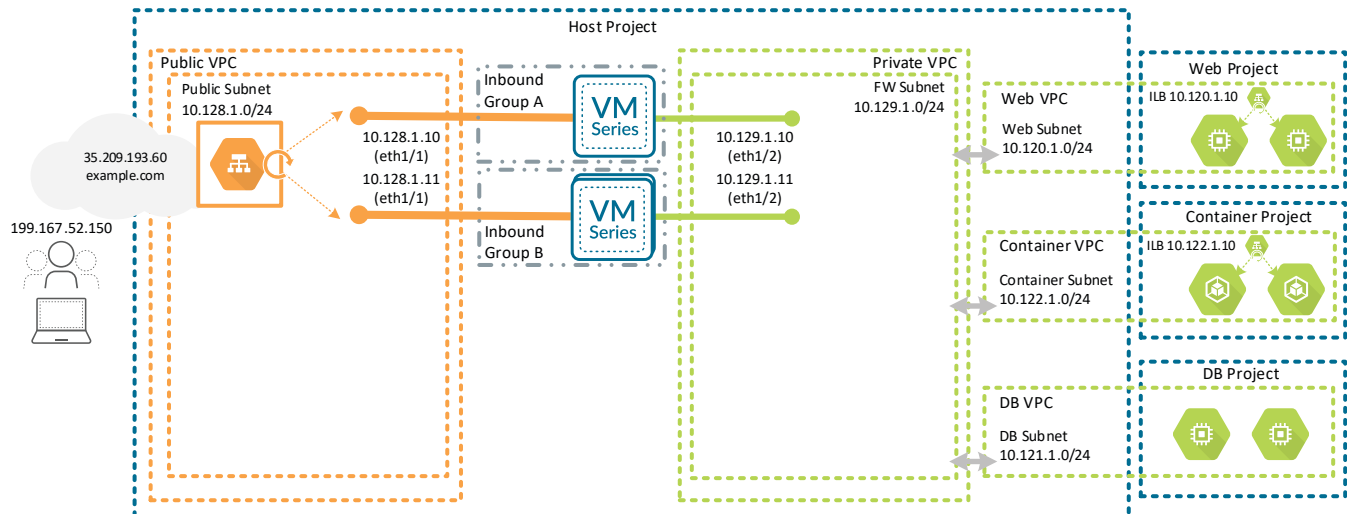 Host Project
Public VPC
Public Subnet
10.128.1.0/24
35.209.193.60
example.com
199.167.52.150
10.128.1.10
(eth1/1)
10.128.1.11
(eth1/1)
Inbound
Group A
VM
Series
VM
Series
Inbound
Group B
Private VPC
FW Subnet
10.129.1.0/24
10.129.1.10
(eth1/2)
10.129.1.11
(eth1/2)
Web VPC
Web Subnet
10.120.1.0/24
Web Project
ILB 10.120.1.10
Container VPC
Container Subnet
10.122.1.0/24
Container Project
ILB 10.122.1.10
DB VPC
DB Subnet
10.121.1.0/24
DB Project